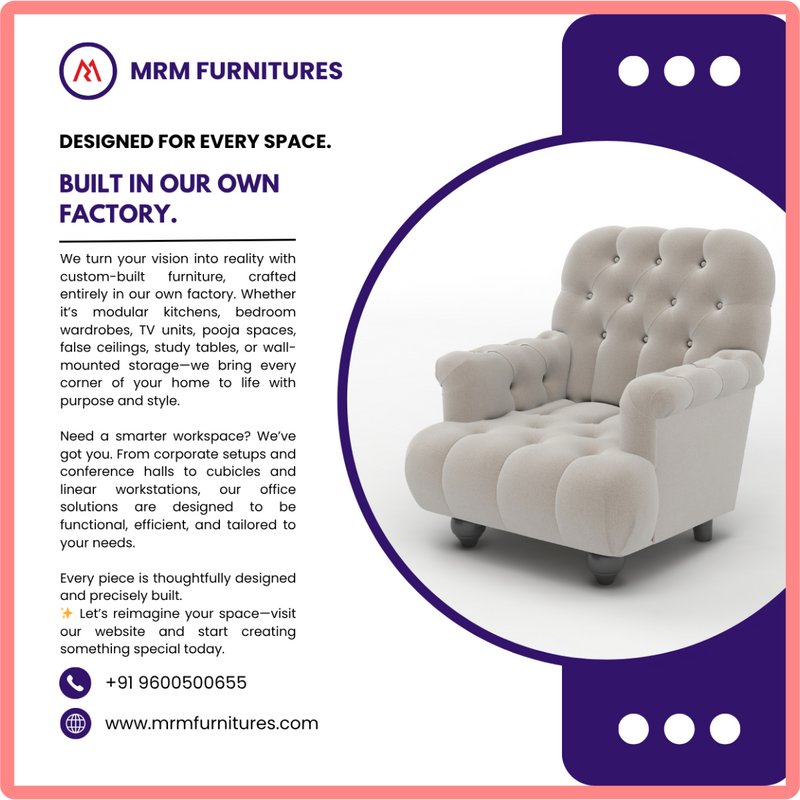 MRM FURNITURES
DESIGNED FOR EVERY SPACE.
BUILT IN OUR OWN
FACTORY.
We turn your vision into reality with
custom-built furniture, crafted
entirely in our own factory. Whether
it's modular kitchens, bedroom
wardrobes, TV units, pooja spaces,
false ceilings, study tables, or wall-
mounted storage—we bring every
corner of your home to life with
purpose and style.
Need a smarter workspace? We've
got you. From corporate setups and
conference halls to cubicles and
linear workstations, our office
solutions are designed to be
functional, efficient, and tailored to
your needs.
Every piece is thoughtfully designed
and precisely built.
✨ Let's reimagine your space—visit
our website and start creating
something special today.
+91 9600500655
www.mrmfurnitures.com